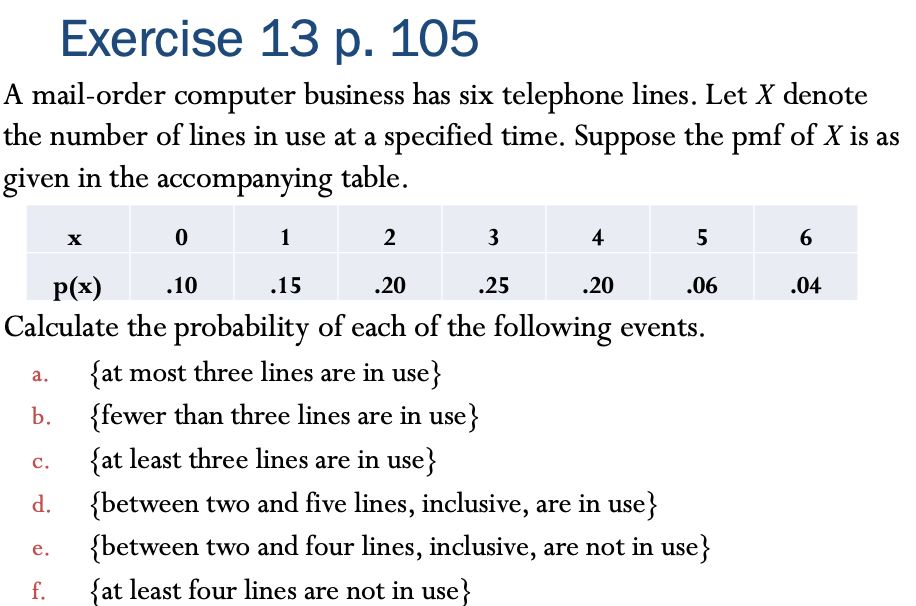 Exercise 13 p. 105
A mail-order computer business has six telephone lines. Let X denote
the number of lines in use at a specified time. Suppose the pmf of X is as
given in the accompanying table.
x 0 1 2 3 4 5 6
p(x) .10 .15 .20 .25 .20 .06 .04
Calculate the probability of each of the following events.
a. {at most three lines are in use}
b. {fewer than three lines are in use}
c. {at least three lines are in use}
d. {between two and five lines, inclusive, are in use}
e. {between two and four lines, inclusive, are not in use}
f. {at least four lines are not in use}